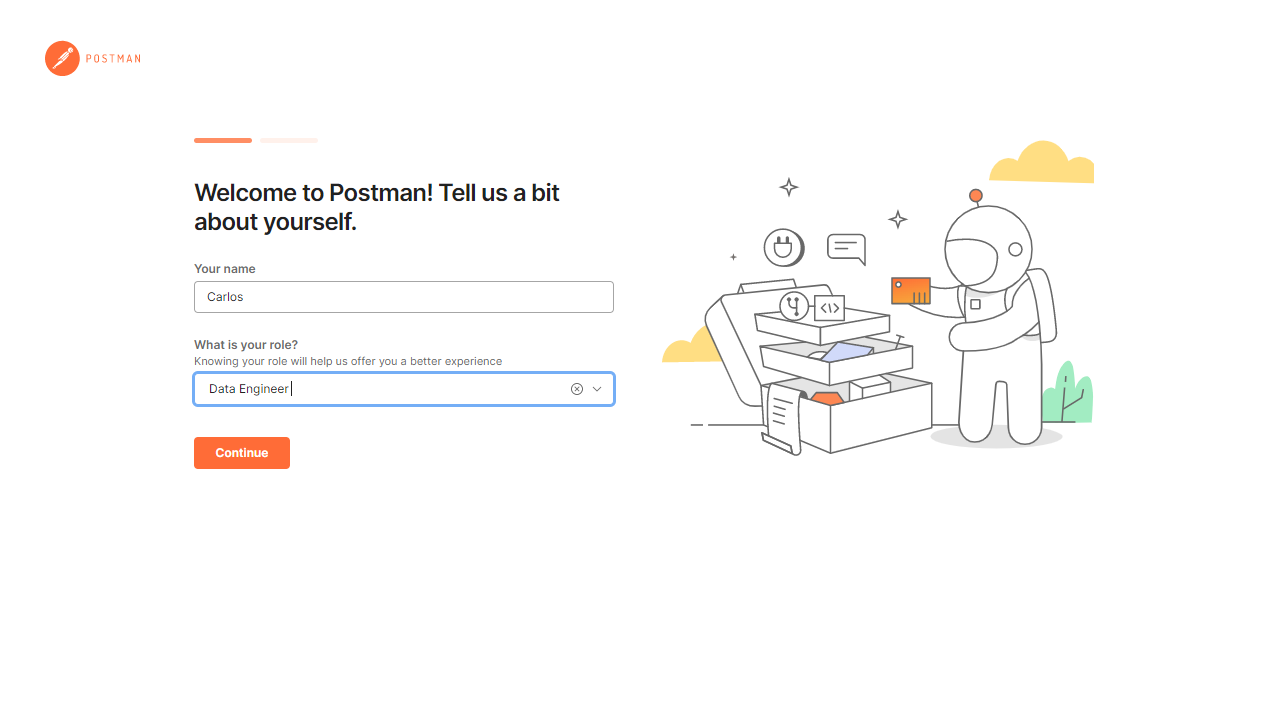 POSTMAN
Welcome to Postman! Tell us a bit
about yourself.
Your name
Carlos
What is your role?
Knowing your role will help us offer you a better experience
Data Engineer
Continue